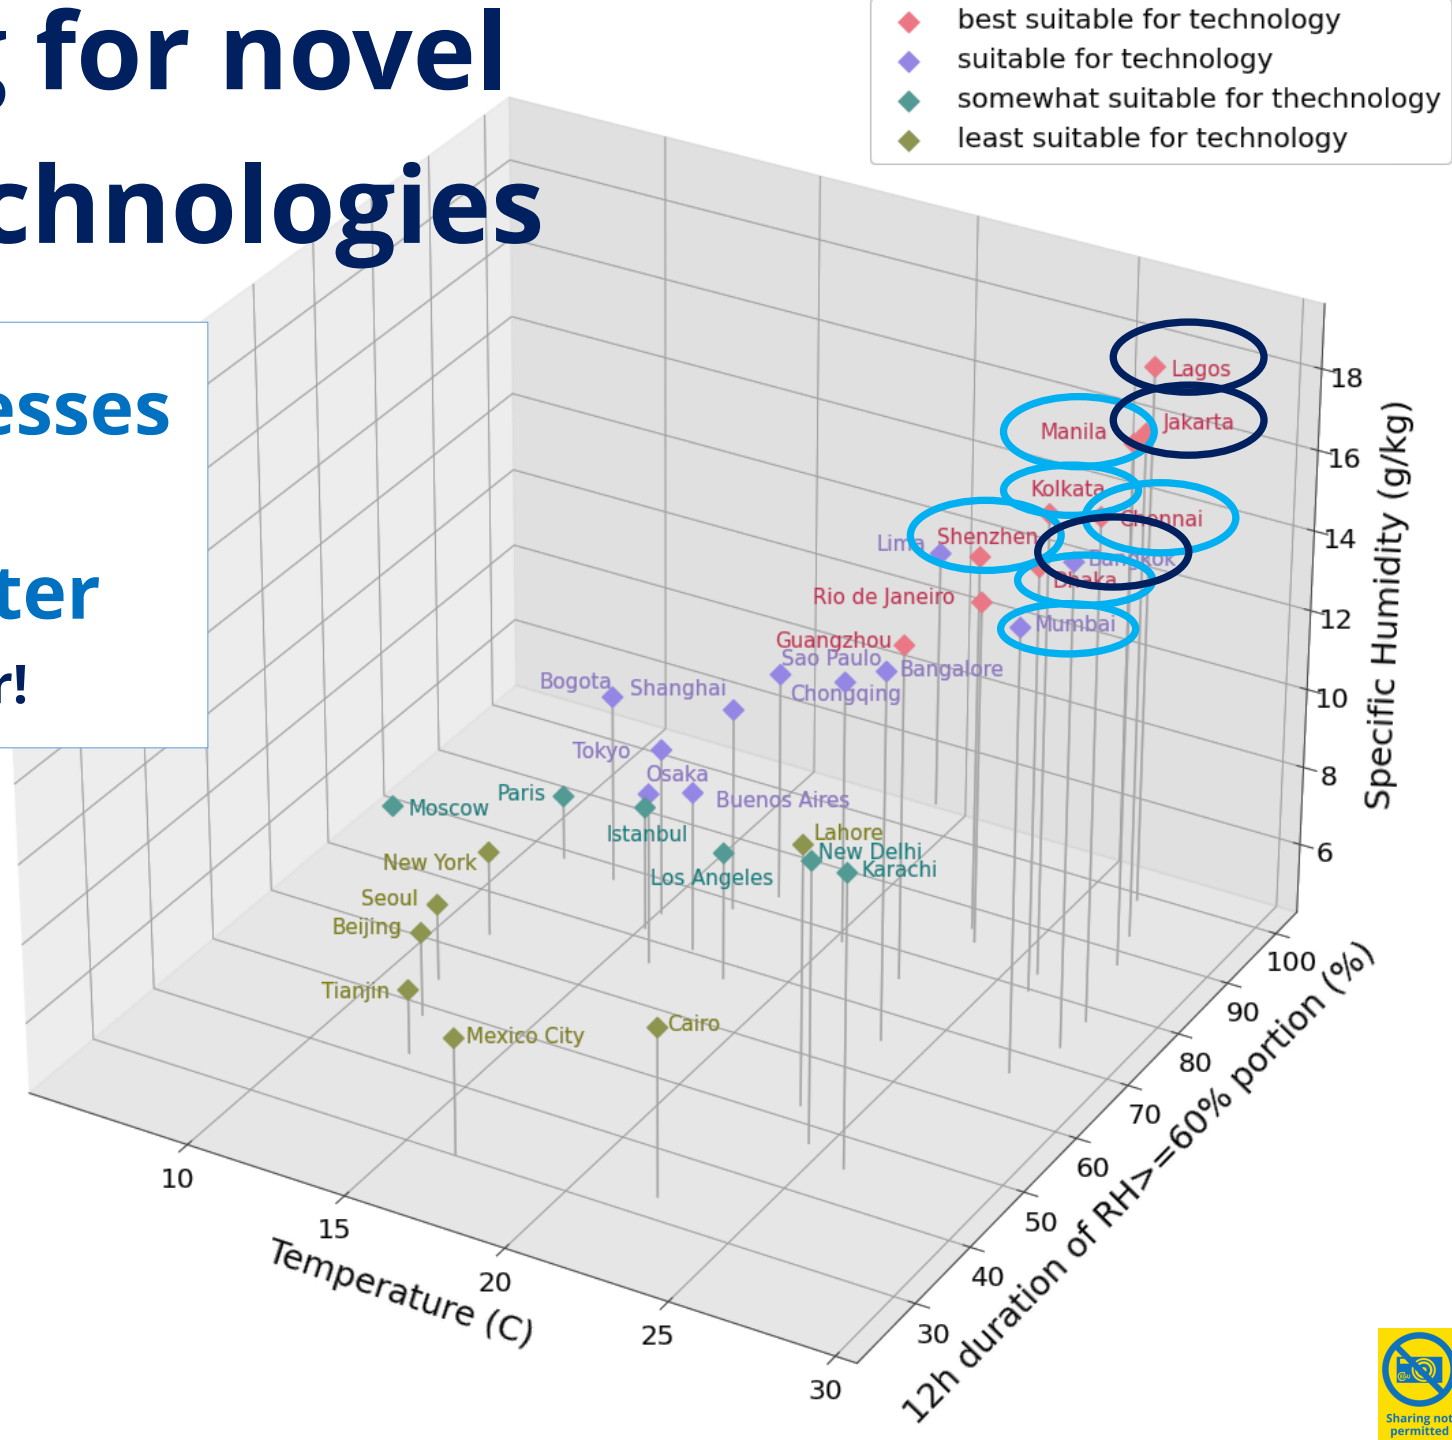 for novel
chnologies
esses
ter
r!
best suitable for technology
suitable for technology
somewhat suitable for thechnology
least suitable for technology
Lagos
Jakarta
Manila
Kolkata
Chennai
Shenzhen
Lima
Bangkok
Dhaka
Rio de Janeiro
Mumbai
Guangzhou
Sao Paulo
Bangalore
Chongqing
Bogota
Shanghai
Tokyo
Osaka
Buenos Aires
Paris
Moscow
Istanbul
Lahore
New Delhi
Karachi
Los Angeles
New York
Seoul
Beijing
Tianjin
Mexico City
Cairo
18
16
14
12
10
8
6
Specific Humidity (g/kg)
100
90
80
70
60
50
40
30
12h duration of RH>=60% portion (%)
10
15
20
25
30
Temperature (C)
Sharing not
permitted